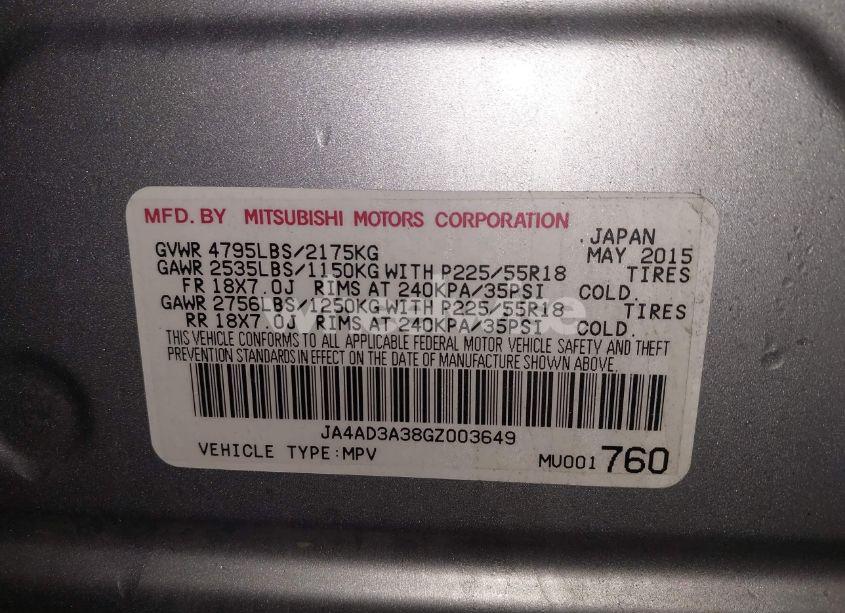 MFD. BY MITSUBISHI MOTORS CORPORATION
JAPAN
GVWR 4795LBS/2175KG MAY 2015
GAWR 2535LBS/1150KG WITH P225/55R18 TIRES
FR 18X7.0J RIMS AT 240KPA/35PSI COLD.
GAWR 2756LBS/1250KG WITH P225/55R18 TIRES
RR 18X7.0J RIMS AT 240KPA/35PSI COLD.
THIS VEHICLE CONFORMS TO ALL APPLICABLE FEDERAL MOTOR VEHICLE SAFETY AND THEFT
PREVENTION STANDARDS IN EFFECT ON THE DATE OF MANUFACTURE SHOWN ABOVE.
JA4AD3A38GZ003649
VEHICLE TYPE:MPV MU001760